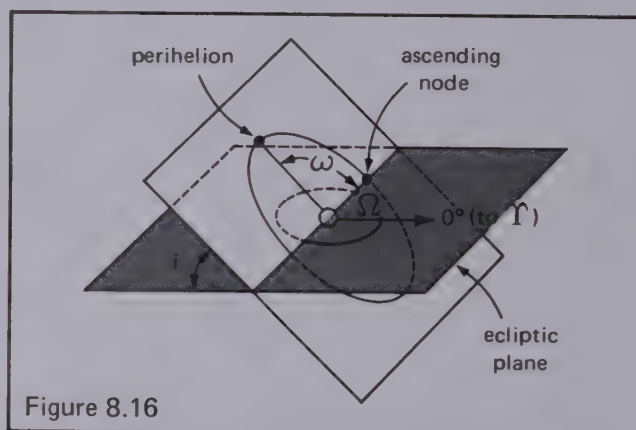 perihelion
ascending
node
ω
Ω
0° (to ♈)
i
ecliptic
plane
Figure 8.16